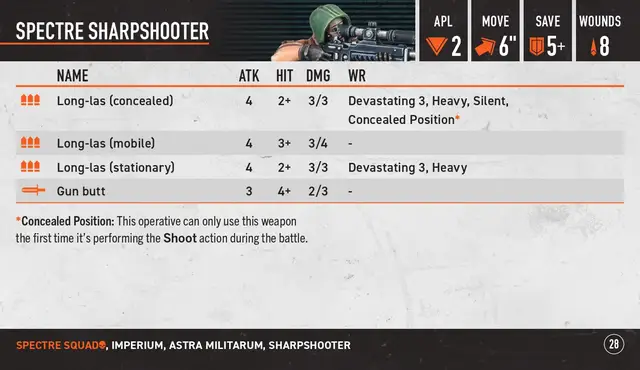 SPECTRE SHARPSHOOTER
APL MOVE SAVE WOUNDS
2 6" 5+ 8
NAME ATK HIT DMG WR
Long-las (concealed) 4 2+ 3/3 Devastating 3, Heavy, Silent,
Concealed Position*
Long-las (mobile) 4 3+ 3/4 -
Long-las (stationary) 4 2+ 3/3 Devastating 3, Heavy
Gun butt 3 4+ 2/3 -
*Concealed Position: This operative can only use this weapon
the first time it's performing the Shoot action during the battle.
SPECTRE SQUAD, IMPERIUM, ASTRA MILITARUM, SHARPSHOOTER 28